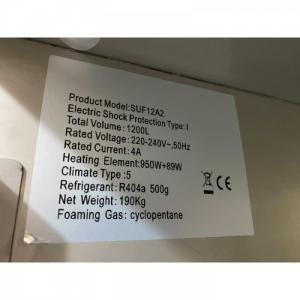 Product Model:SUF12A2
Electric Shock Protection Type: I
Total Volume:1200L
Rated Voltage:220-240V~,50Hz
Rated Current:4A
Heating Element:950W+89W
Climate Type:5
Refrigerant:R404a 500g
Net Weight:190Kg
Foaming Gas: cyclopentane
CE